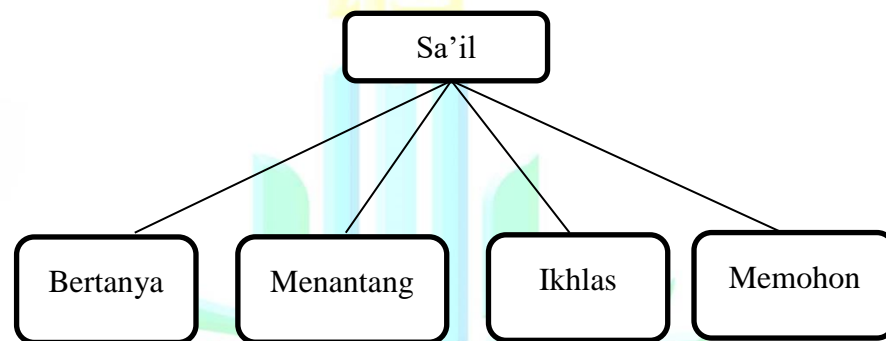 Sa’il
Bertanya
Menantang
Ikhlas
Memohon